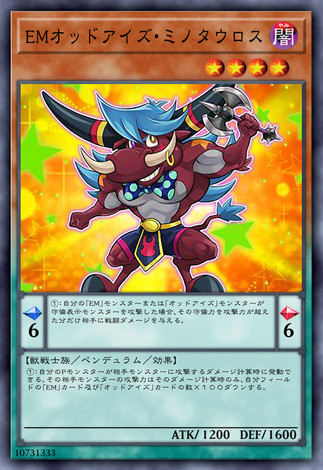 EMオッドアイズ・ミノタウロス
やみ
闇
①:自分の「EM」モンスターまたは「オッドアイズ」モンスターが
守備表示モンスターを攻撃した場合、その守備力を攻撃力が超え
た分だけ相手に戦闘ダメージを与える。
6
6
【獣戦士族/ペンデュラム/効果】
①:自分のPモンスターが相手モンスターに攻撃するダメージ計算時に発動で
きる。その相手モンスターの攻撃力はそのダメージ計算時のみ、自分フィール
ドの「EM」カード及び「オッドアイズ」カードの数×100ダウンする。
ATK/1200 DEF/1600
10731333